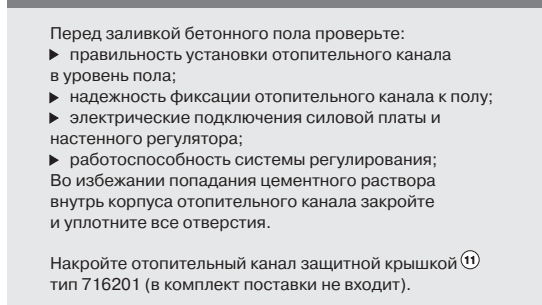 Перед заливкой бетонного пола проверьте:
▶ правильность установки отопительного канала
в уровень пола;
▶ надежность фиксации отопительного канала к полу;
▶ электрические подключения силовой платы и
настенного регулятора;
▶ работоспособность системы регулирования;
Во избежании попадания цементного раствора
внутрь корпуса отопительного канала закройте
и уплотните все отверстия.
Накройте отопительный канал защитной крышкой ⑪
тип 716201 (в комплект поставки не входит).